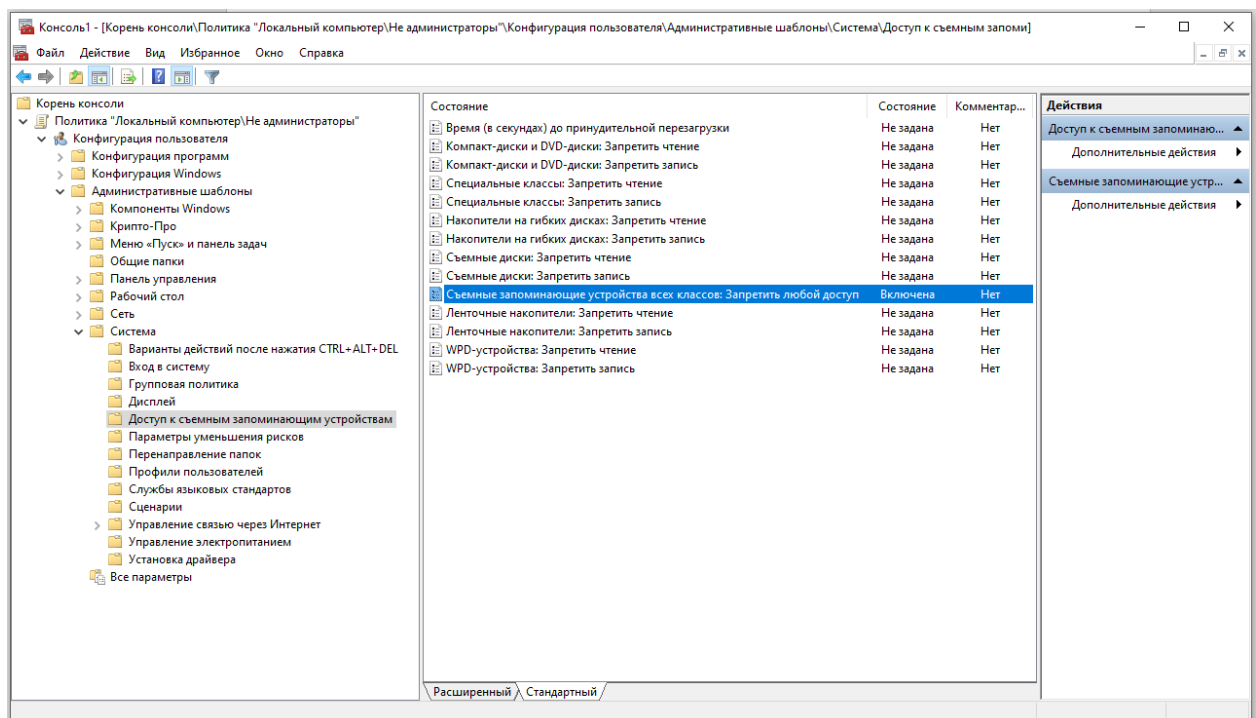 Консоль1 - [Корень консоли\Политика "Локальный компьютер\Не администраторы"\Конфигурация пользователя\Административные шаблоны\Система\Доступ к съемным запоми]
Файл Действие Вид Избранное Окно Справка
Корень консоли
Политика "Локальный компьютер\Не администраторы"
Конфигурация пользователя
Конфигурация программ
Конфигурация Windows
Административные шаблоны
Компоненты Windows
Крипто-Про
Меню «Пуск» и панель задач
Общие папки
Панель управления
Рабочий стол
Сеть
Система
Варианты действий после нажатия CTRL+ALT+DEL
Вход в систему
Групповая политика
Дисплей
Доступ к съемным запоминающим устройствам
Параметры уменьшения рисков
Перенаправление папок
Профили пользователей
Службы языковых стандартов
Сценарии
Управление связью через Интернет
Управление электропитанием
Установка драйвера
Все параметры
Состояние Состояние Комментар...
Время (в секундах) до принудительной перезагрузки Не задана Нет
Компакт-диски и DVD-диски: Запретить чтение Не задана Нет
Компакт-диски и DVD-диски: Запретить запись Не задана Нет
Специальные классы: Запретить чтение Не задана Нет
Специальные классы: Запретить запись Не задана Нет
Накопители на гибких дисках: Запретить чтение Не задана Нет
Накопители на гибких дисках: Запретить запись Не задана Нет
Съемные диски: Запретить чтение Не задана Нет
Съемные диски: Запретить запись Не задана Нет
Съемные запоминающие устройства всех классов: Запретить любой доступ Включена Нет
Ленточные накопители: Запретить чтение Не задана Нет
Ленточные накопители: Запретить запись Не задана Нет
WPD-устройства: Запретить чтение Не задана Нет
WPD-устройства: Запретить запись Не задана Нет
Расширенный Стандартный
Действия
Доступ к съемным запоминаю...
Дополнительные действия
Съемные запоминающие устр...
Дополнительные действия